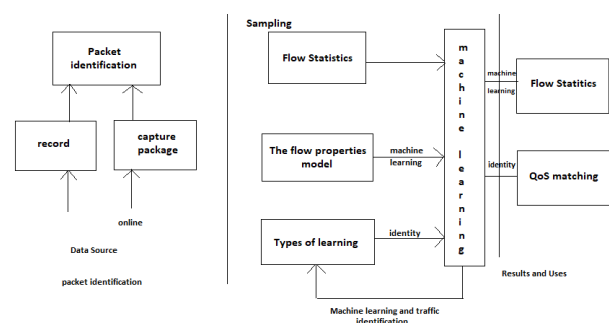 Packet
identification
record
capture
package
online
Data Source
packet identification
Sampling
Flow Statistics
The flow properties
model
machine
learning
Types of learning
identity
machine learning
Machine learning and traffic
identification
machine
learning
Flow Statitics
identity
QoS matching
Results and Uses